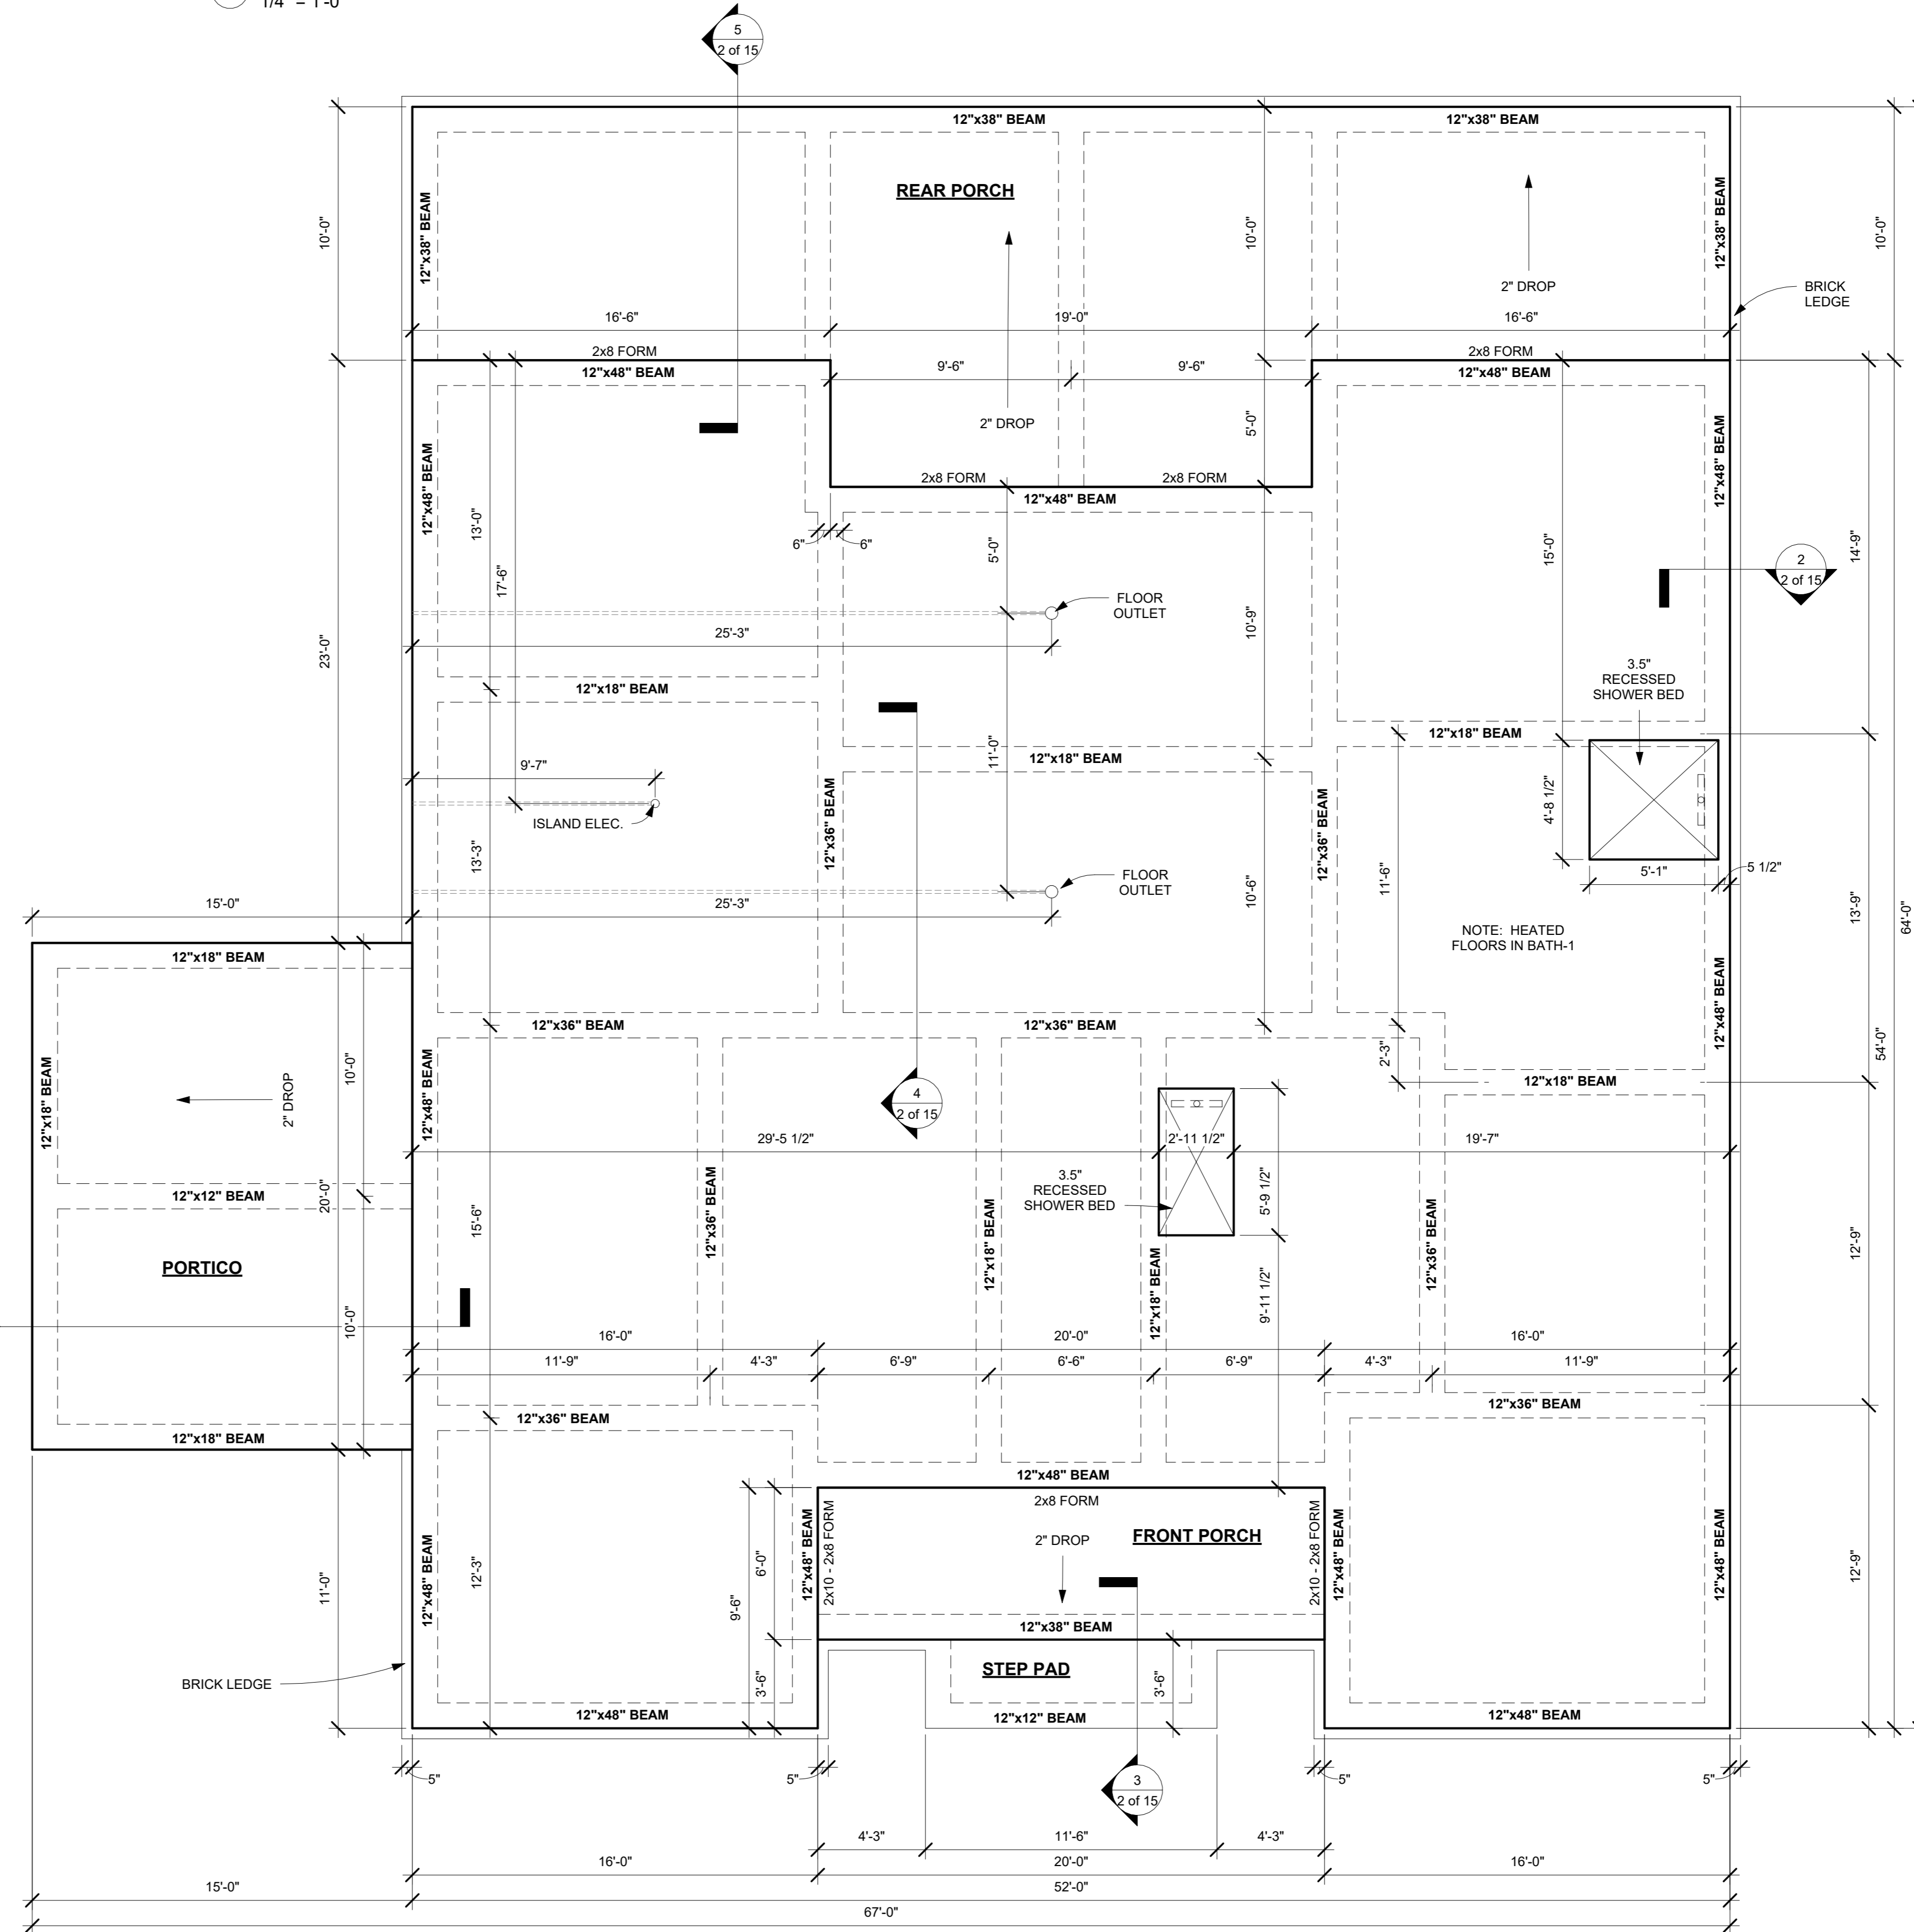 1/4" = 1'-0"
5
2 of 15
12"x38" BEAM
12"x38" BEAM
12"x38" BEAM
12"x38" BEAM
REAR PORCH
10'-0"
10'-0"
10'-0"
2" DROP
BRICK
LEDGE
16'-6"
19'-0"
16'-6"
2x8 FORM
2x8 FORM
12"x48" BEAM
12"x48" BEAM
9'-6"
9'-6"
2" DROP
5'-0"
2x8 FORM
2x8 FORM
12"x48" BEAM
12"x48" BEAM
12"x48" BEAM
13'-0"
17'-6"
6"
6"
5'-0"
15'-0"
14'-9"
2
2 of 15
FLOOR
OUTLET
25'-3"
10'-9"
23'-0"
3.5"
RECESSED
SHOWER BED
12"x18" BEAM
12"x18" BEAM
12"x18" BEAM
11'-0"
9'-7"
ISLAND ELEC.
12"x36" BEAM
12"x36" BEAM
4'-8 1/2"
13'-3"
FLOOR
OUTLET
25'-3"
10'-6"
11'-6"
5'-1"
5 1/2"
13'-9"
64'-0"
15'-0"
NOTE: HEATED
FLOORS IN BATH-1
12"x18" BEAM
12"x48" BEAM
12"x36" BEAM
12"x36" BEAM
2'-3"
54'-0"
12"x18" BEAM
12"x18" BEAM
2" DROP
10'-0"
12"x48" BEAM
4
2 of 15
29'-5 1/2"
2'-11 1/2"
19'-7"
3.5"
RECESSED
SHOWER BED
5'-9 1/2"
12"x12" BEAM
20'-0"
15'-6"
12"x36" BEAM
12"x18" BEAM
12"x18" BEAM
12"x36" BEAM
12'-9"
PORTICO
10'-0"
9'-11 1/2"
16'-0"
20'-0"
16'-0"
11'-9"
4'-3"
6'-9"
6'-6"
6'-9"
4'-3"
11'-9"
12"x36" BEAM
12"x36" BEAM
12"x18" BEAM
12"x48" BEAM
2x8 FORM
FRONT PORCH
2" DROP
12"x48" BEAM
12'-3"
9'-6"
6'-0"
12"x48" BEAM
2x10 - 2x8 FORM
2x10 - 2x8 FORM
12"x48" BEAM
12"x48" BEAM
12'-9"
11'-0"
12"x38" BEAM
STEP PAD
3'-6"
3'-6"
BRICK LEDGE
12"x48" BEAM
12"x12" BEAM
12"x48" BEAM
5"
5"
5"
5"
3
2 of 15
4'-3"
11'-6"
4'-3"
16'-0"
20'-0"
16'-0"
15'-0"
52'-0"
67'-0"